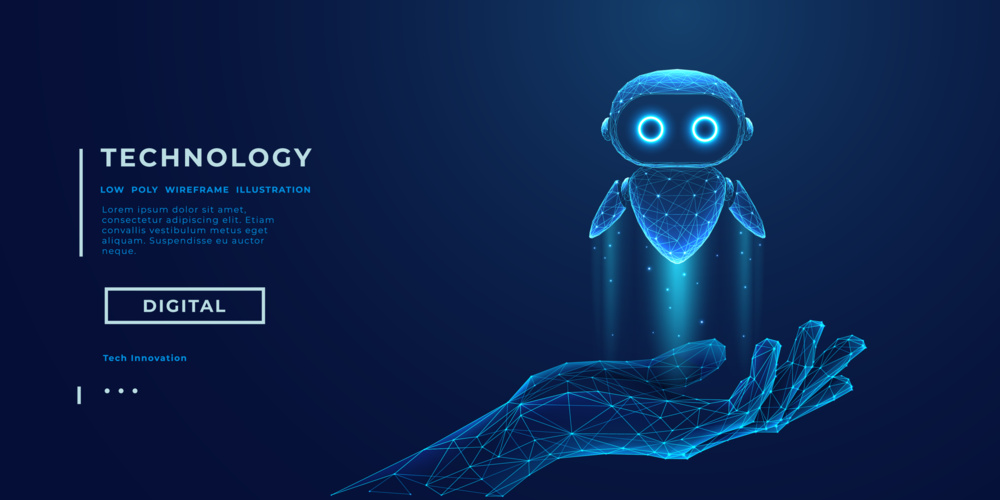 TECHNOLOGY
LOW POLY WIREFRAME ILLUSTRATION
Lorem ipsum dolor sit amet,
consectetur adipiscing elit. Etiam
convallis vestibulum metus eget
aliquam. Suspendisse eu auctor
neque.
DIGITAL
Tech Innovation